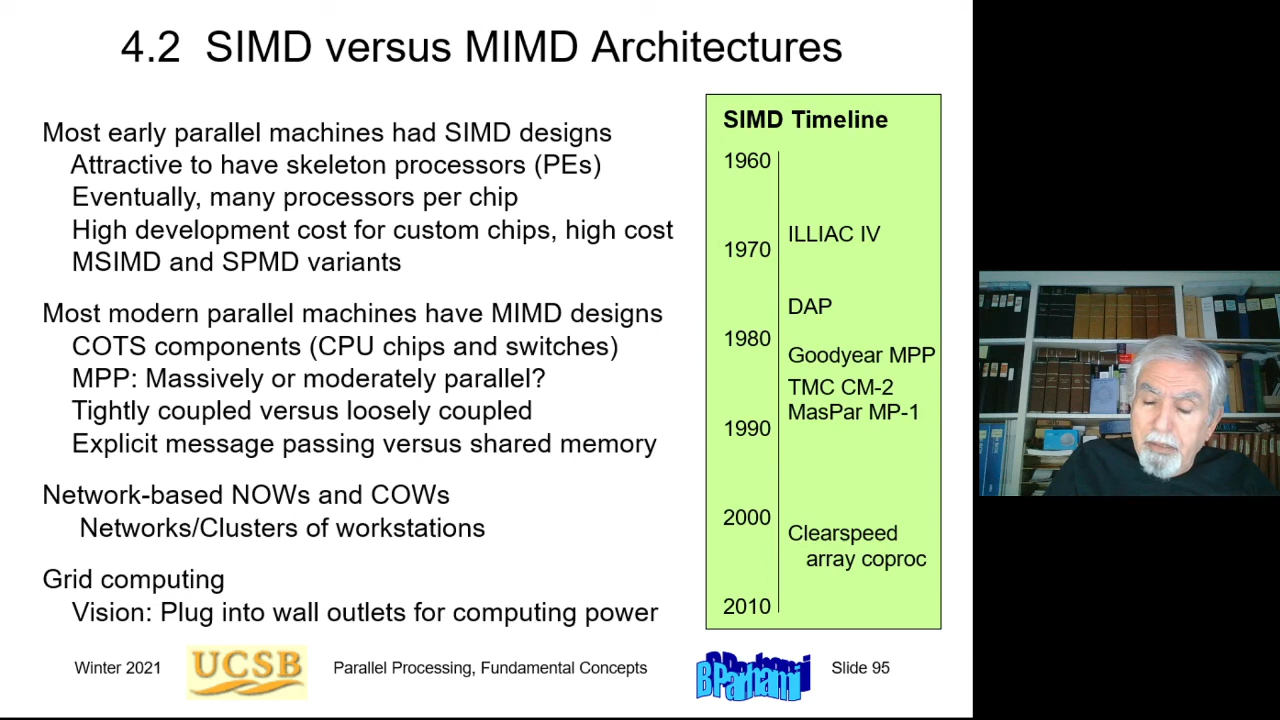 4.2 SIMD versus MIMD Architectures
Most early parallel machines had SIMD designs
Attractive to have skeleton processors (PEs)
Eventually, many processors per chip
High development cost for custom chips, high cost
MSIMD and SPMD variants
Most modern parallel machines have MIMD designs
COTS components (CPU chips and switches)
MPP: Massively or moderately parallel?
Tightly coupled versus loosely coupled
Explicit message passing versus shared memory
Network-based NOWs and COWs
Networks/Clusters of workstations
Grid computing
Vision: Plug into wall outlets for computing power
SIMD Timeline
1960
ILLIAC IV
1970
DAP
1980
Goodyear MPP
TMC CM-2
MasPar MP-1
1990
2000
Clearspeed
array coproc
2010
Winter 2021
UCSB
Parallel Processing, Fundamental Concepts
BParhami
Slide 95